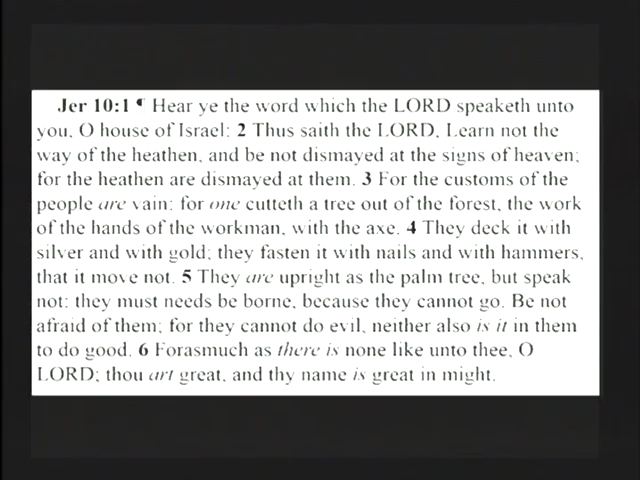 Jer 10:1 ¶ Hear ye the word which the LORD speaketh unto
you, O house of Israel: 2 Thus saith the LORD, Learn not the
way of the heathen, and be not dismayed at the signs of heaven;
for the heathen are dismayed at them. 3 For the customs of the
people are vain: for one cutteth a tree out of the forest, the work
of the hands of the workman, with the axe. 4 They deck it with
silver and with gold; they fasten it with nails and with hammers,
that it move not. 5 They are upright as the palm tree, but speak
not: they must needs be borne, because they cannot go. Be not
afraid of them; for they cannot do evil, neither also is it in them
to do good. 6 Forasmuch as there is none like unto thee, O
LORD; thou art great, and thy name is great in might.